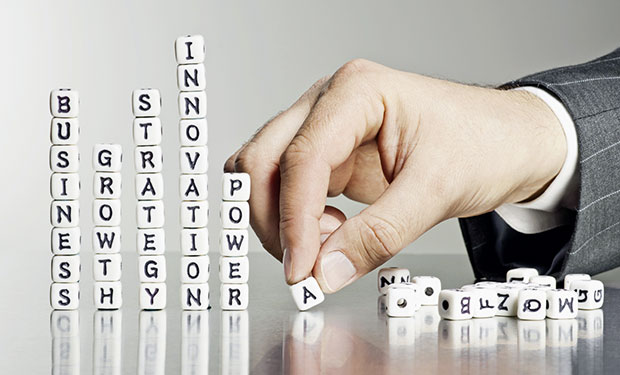 BUSINESS
GROWTH
STRATEGY
INNOVATION
POWER
A
N
B
F
N
O
W
G